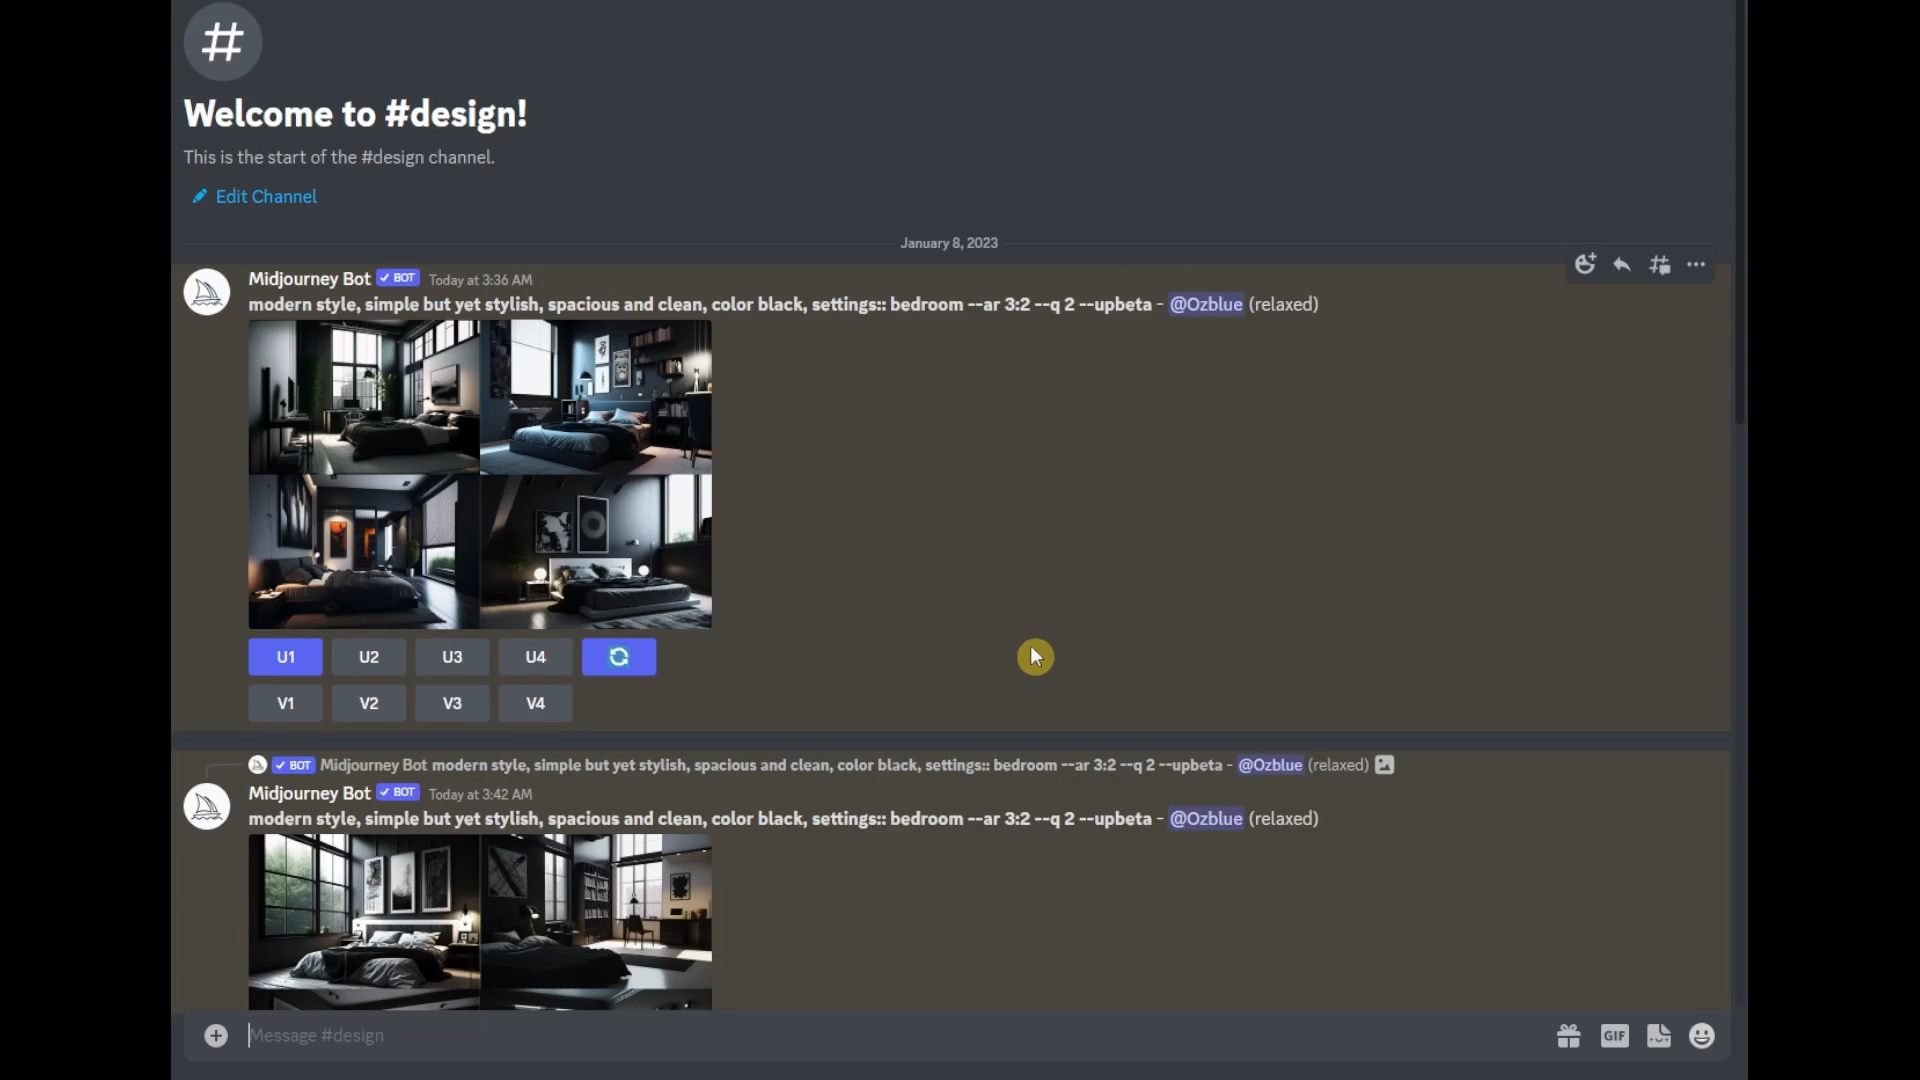 Welcome to #design!
This is the start of the #design channel.
Edit Channel
January 8, 2023
Midjourney Bot ✓ BOT Today at 3:36 AM
modern style, simple but yet stylish, spacious and clean, color black, settings:: bedroom --ar 3:2 --q 2 --upbeta - @Ozblue (relaxed)
U1 U2 U3 U4
V1 V2 V3 V4
✓ BOT Midjourney Bot modern style, simple but yet stylish, spacious and clean, color black, settings:: bedroom --ar 3:2 --q 2 --upbeta - @Ozblue (relaxed)
Midjourney Bot ✓ BOT Today at 3:42 AM
modern style, simple but yet stylish, spacious and clean, color black, settings:: bedroom --ar 3:2 --q 2 --upbeta - @Ozblue (relaxed)
Message #design GIF